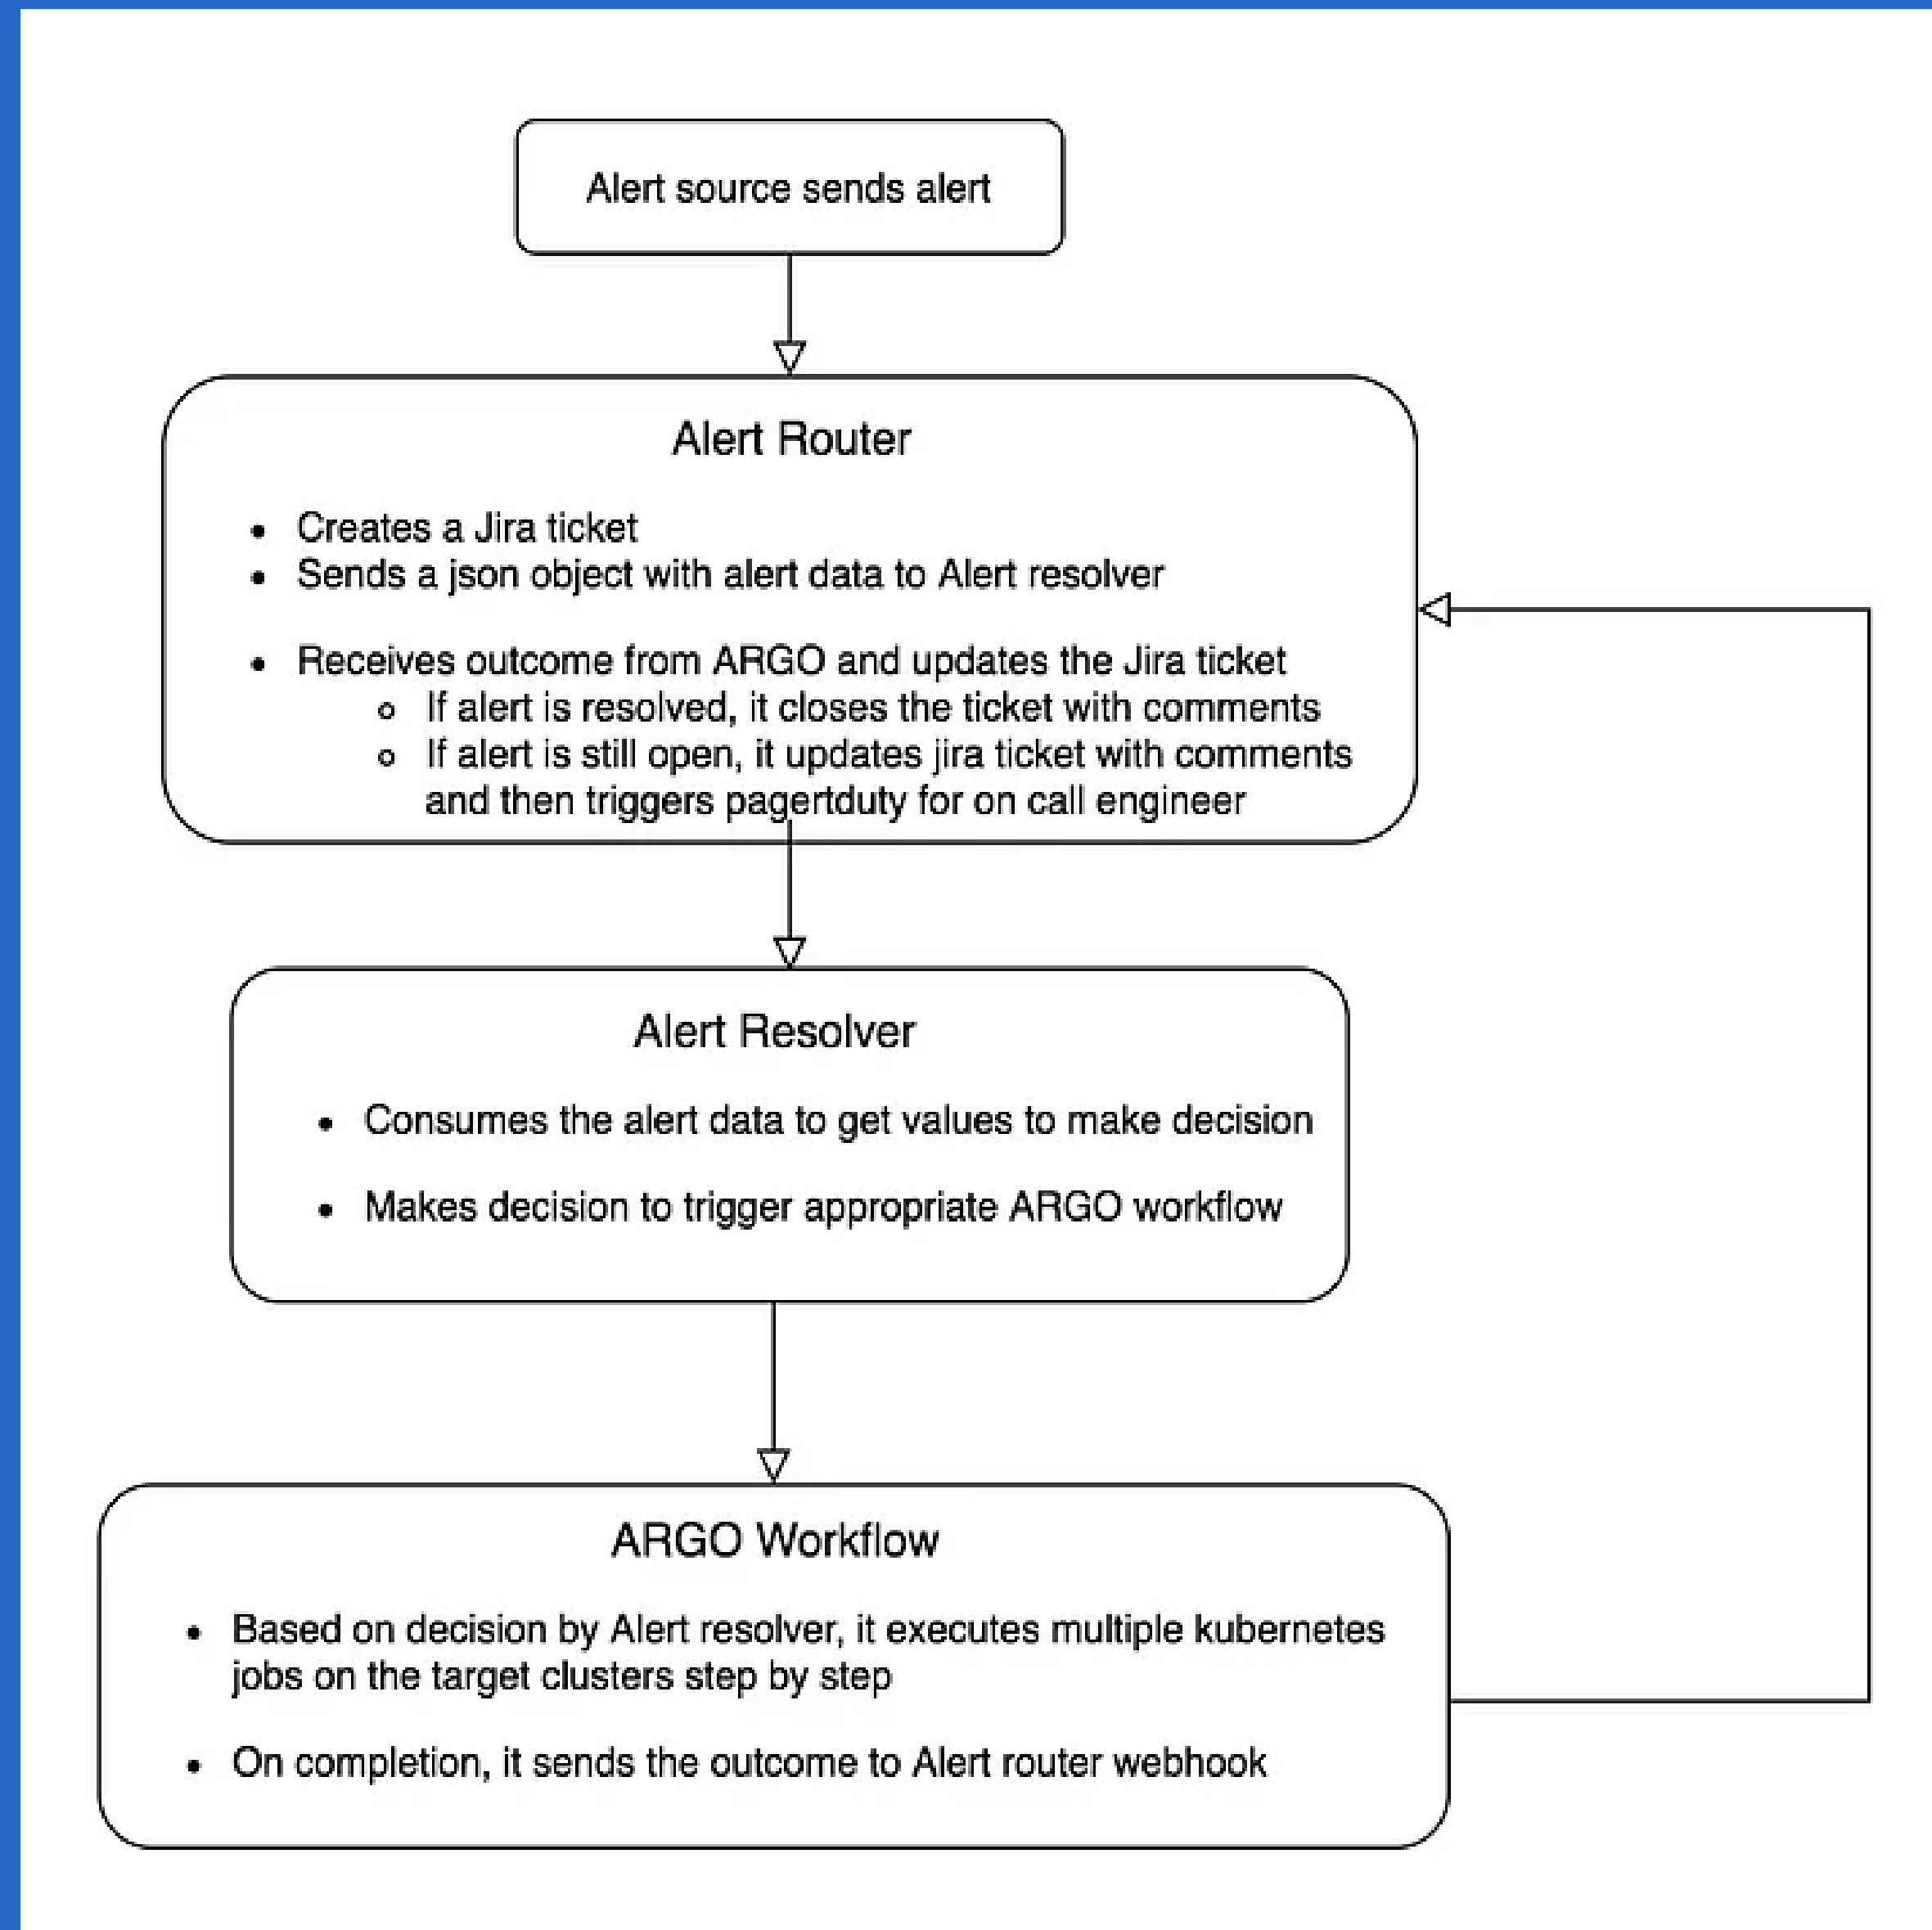 Alert source sends alert
Alert Router
• Creates a Jira ticket
• Sends a json object with alert data to Alert resolver
• Receives outcome from ARGO and updates the Jira ticket
o If alert is resolved, it closes the ticket with comments
o If alert is still open, it updates jira ticket with comments
and then triggers pagertduty for on call engineer
Alert Resolver
• Consumes the alert data to get values to make decision
• Makes decision to trigger appropriate ARGO workflow
ARGO Workflow
• Based on decision by Alert resolver, it executes multiple kubernetes
jobs on the target clusters step by step
• On completion, it sends the outcome to Alert router webhook